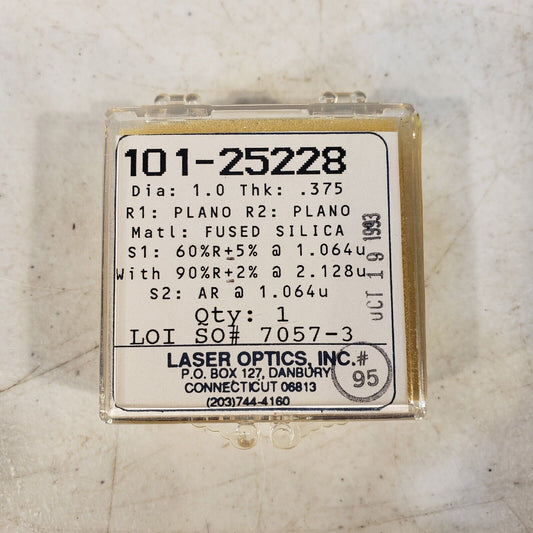 101-25228
Dia: 1.0 Thk: .375
R1: PLANO R2: PLANO
Matl: FUSED SILICA
S1: 60%R±5% @ 1.064u
With 90%R±2% @ 2.128u
S2: AR @ 1.064u
Qty: 1
LOI SO# 7057-3
OCT 19 1993
LASER OPTICS, INC.
P.O. BOX 127, DANBURY
CONNECTICUT 06813
(203)744-4160
#
95